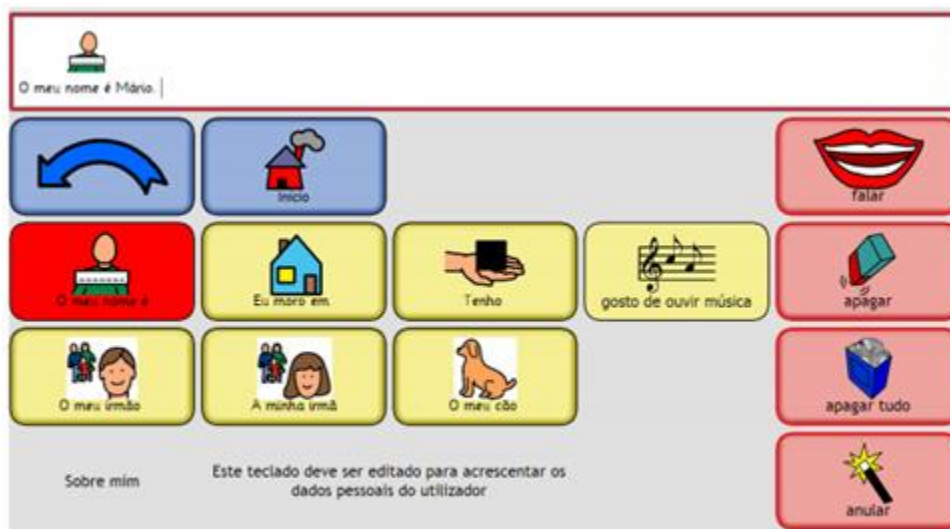 O meu nome é Mário.
Início
falar
O meu nome é
Eu moro em
Tenho
gosto de ouvir música
apagar
O meu irmão
A minha irmã
O meu cão
apagar tudo
Sobre mim
Este teclado deve ser editado para acrescentar os
dados pessoais do utilizador
anular